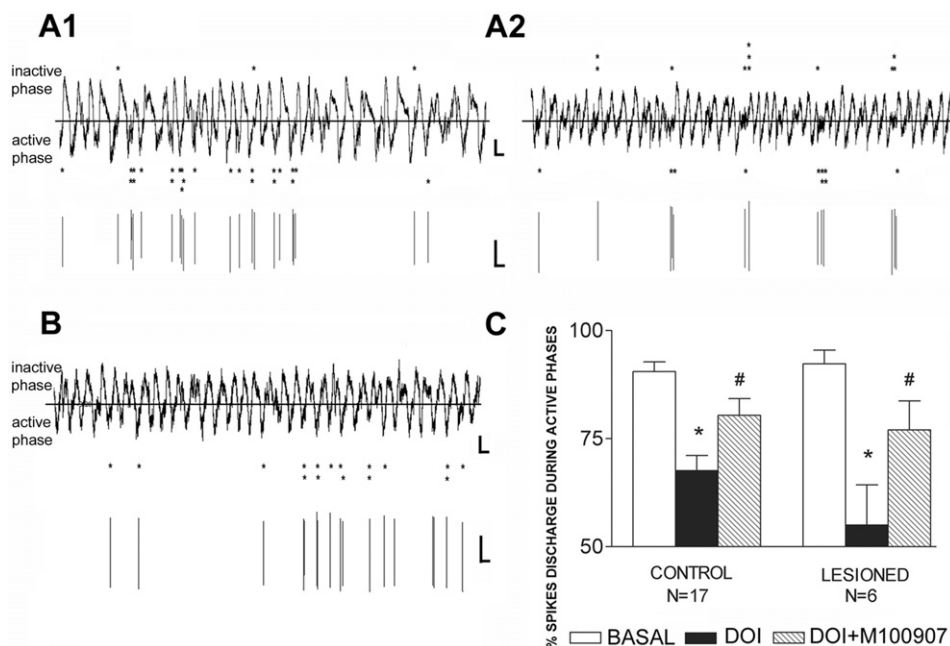 A1
A2
inactive
phase
active
phase
L
L
L
L
B
C
inactive
phase
active
phase
L
L
% SPIKES DISCHARGE DURING ACTIVE PHASES
100
75
50
*
#
*
#
CONTROL
N=17
LESIONED
N=6
BASAL
DOI
DOI+M100907